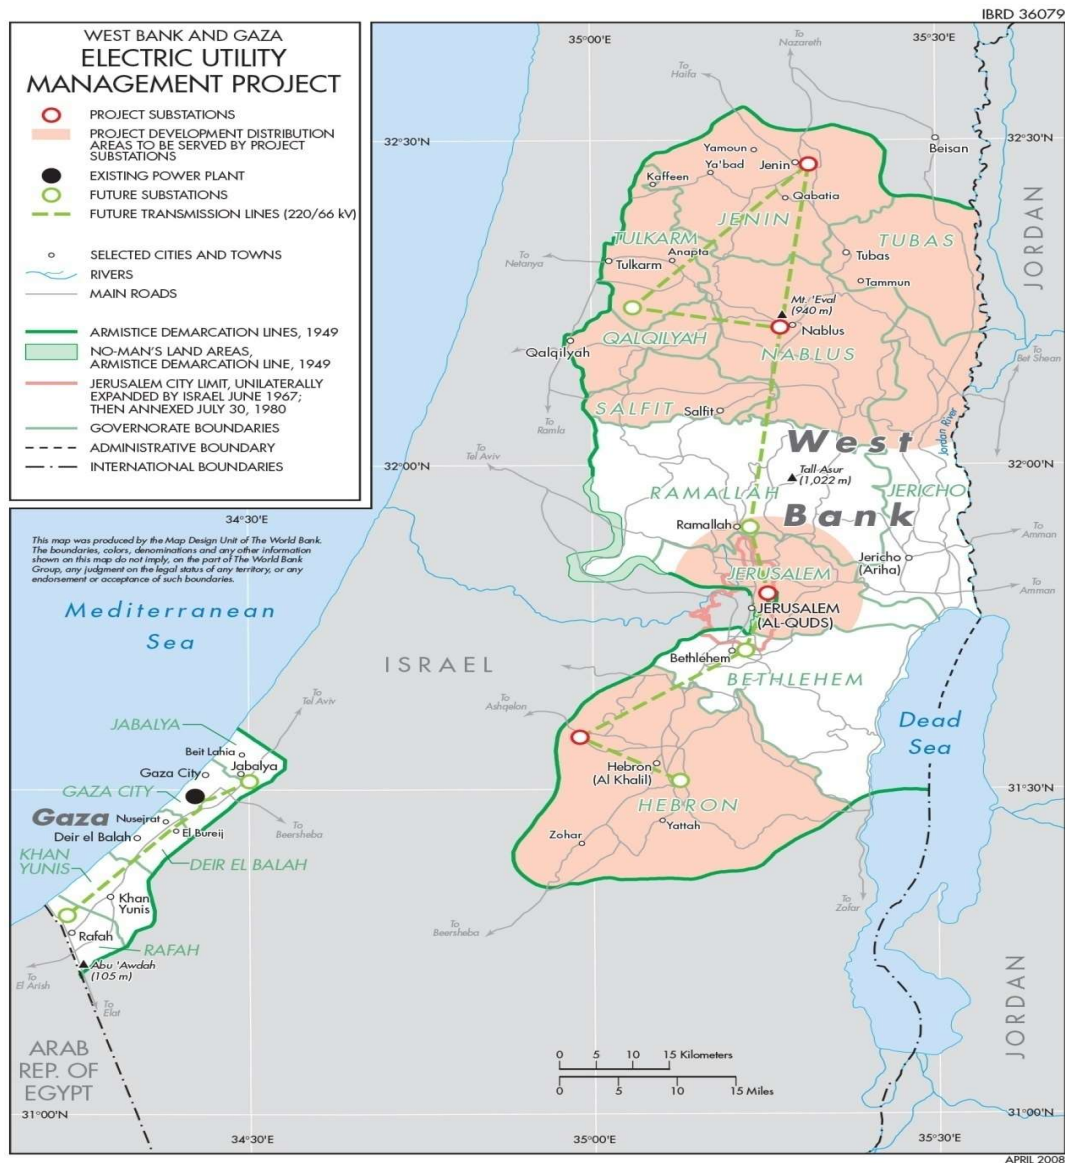 IBRD 36079
WEST BANK AND GAZA
ELECTRIC UTILITY
MANAGEMENT PROJECT
PROJECT SUBSTATIONS
PROJECT DEVELOPMENT DISTRIBUTION
AREAS TO BE SERVED BY PROJECT
SUBSTATIONS
EXISTING POWER PLANT
FUTURE SUBSTATIONS
FUTURE TRANSMISSION LINES (220/66 kV)
SELECTED CITIES AND TOWNS
RIVERS
MAIN ROADS
ARMISTICE DEMARCATION LINES, 1949
NO-MAN'S LAND AREAS,
ARMISTICE DEMARCATION LINE, 1949
JERUSALEM CITY LIMIT, UNILATERALLY
EXPANDED BY ISRAEL JUNE 1967;
THEN ANNEXED JULY 30, 1980
GOVERNORATE BOUNDARIES
ADMINISTRATIVE BOUNDARY
INTERNATIONAL BOUNDARIES
35°00'E
35°30'E
To
Nazareth
To
Haifa
32°30'N
32°30'N
Beisan
Yamoun
Ya'bad
Jenin
Kaffeen
Qabatia
JENIN
TULKARM
TUBAS
Anapta
Tulkarm
To
Netanya
Tubas
Tammun
Mt. 'Eval
(940 m)
Nablus
QALQILYAH
NABLUS
Qalqilyah
To
Bet Shean
SALFIT
Salfit
To
Ramla
To
Tel Aviv
Jordan River
JORDAN
32°00'N
32°00'N
West
Bank
Tall Asur
(1,022 m)
RAMALLAH
JERICHO
Ramallah
To
Amman
Jericho
(Ariha)
To
Amman
JERUSALEM
JERUSALEM
(AL-QUDS)
ISRAEL
Bethlehem
BETHLEHEM
To
Ashqelon
Dead
Sea
Hebron
(Al Khalil)
31°30'N
HEBRON
Yattah
Zohar
To
Beersheba
To
Zofar
JORDAN
34°30'E
This map was produced by the Map Design Unit of The World Bank.
The boundaries, colors, denominations and any other information
shown on this map do not imply, on the part of The World Bank
Group, any judgment on the legal status of any territory, or any
endorsement or acceptance of such boundaries.
Mediterranean
Sea
To
Tel Aviv
JABALYA
Beit Lahia
Jabalya
Gaza City
GAZA CITY
31°30'N
Gaza
Nuseirat
El Bureij
Deir el Balah
To
Beersheba
KHAN
YUNIS
DEIR EL BALAH
Khan
Yunis
Rafah
RAFAH
Abu 'Awdah
(105 m)
To
El Arish
To
Elat
ARAB
REP. OF
EGYPT
0 5 10 15 Kilometers
0 5 10 15 Miles
31°00'N
31°00'N
34°30'E
35°00'E
35°30'E
APRIL 2008